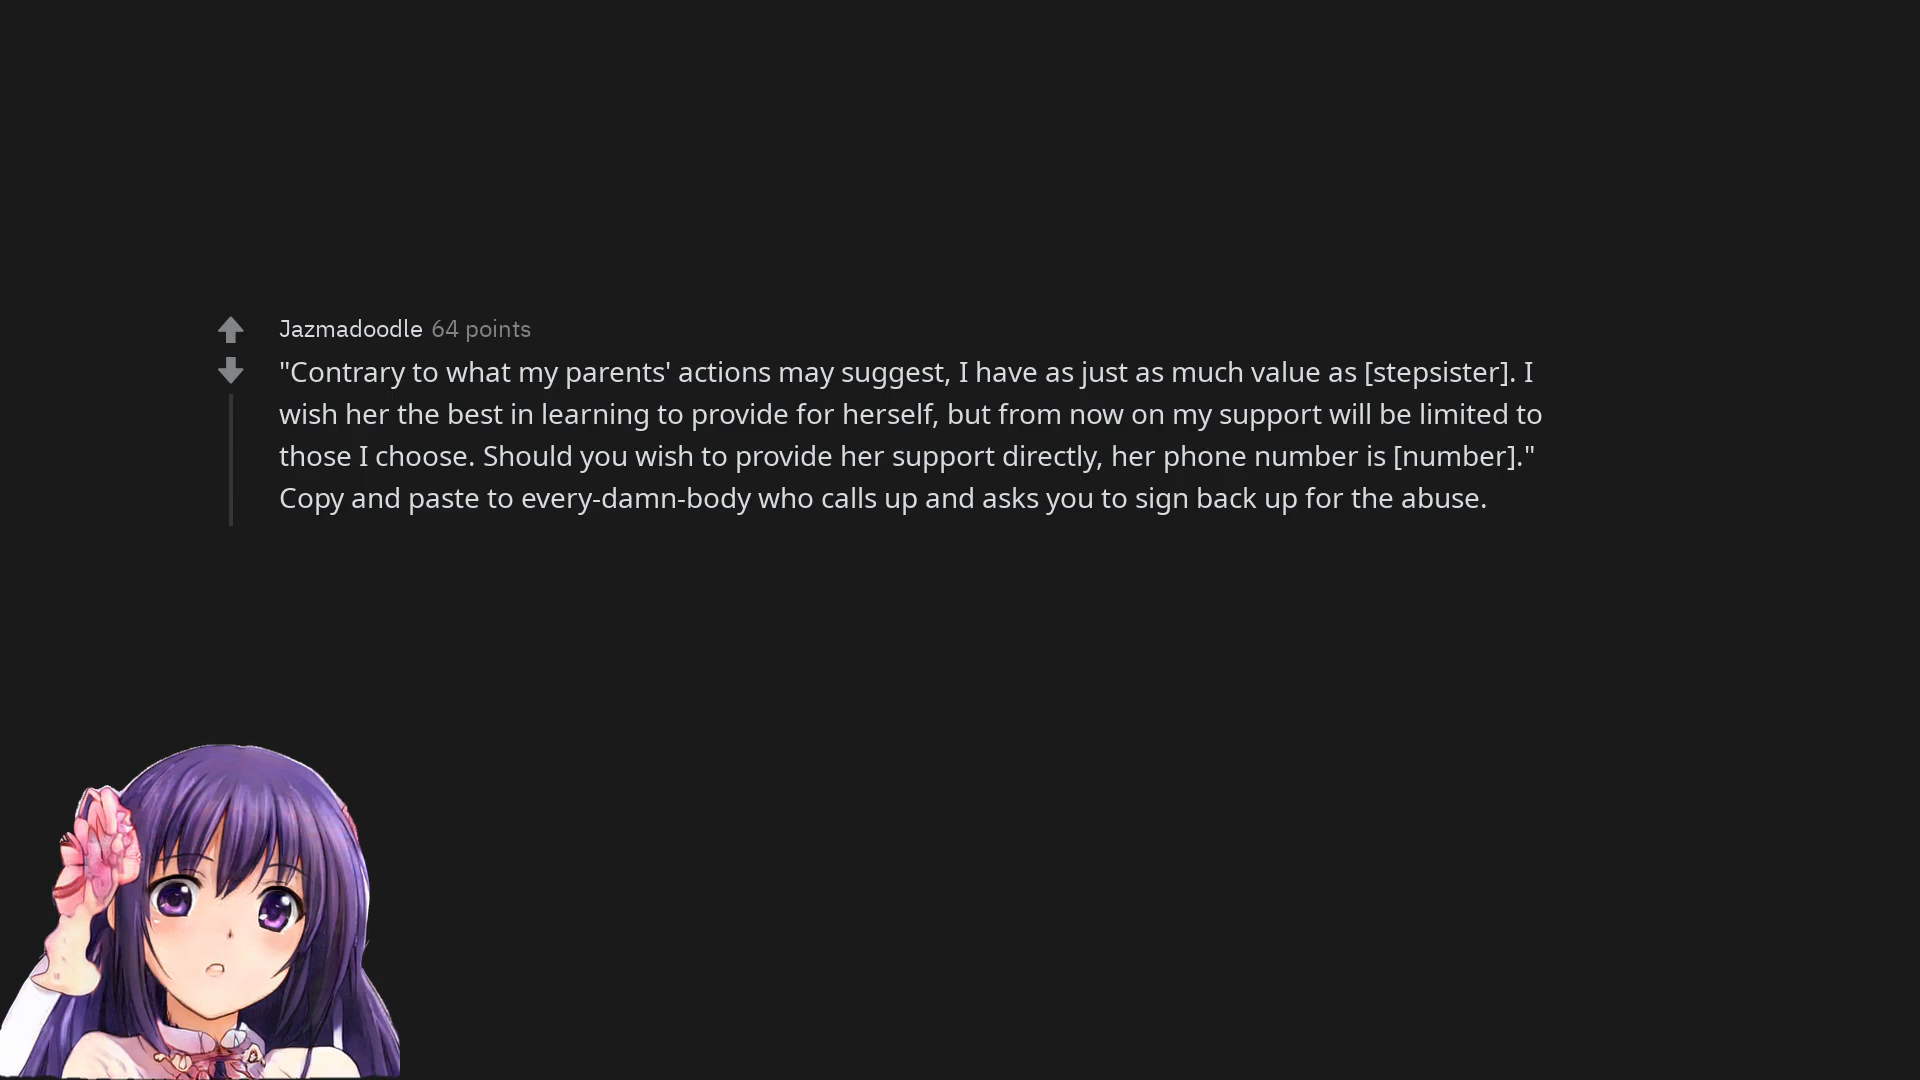 Jazmadoodle 64 points
"Contrary to what my parents' actions may suggest, I have as just as much value as [stepsister]. I
wish her the best in learning to provide for herself, but from now on my support will be limited to
those I choose. Should you wish to provide her support directly, her phone number is [number]."
Copy and paste to every-damn-body who calls up and asks you to sign back up for the abuse.